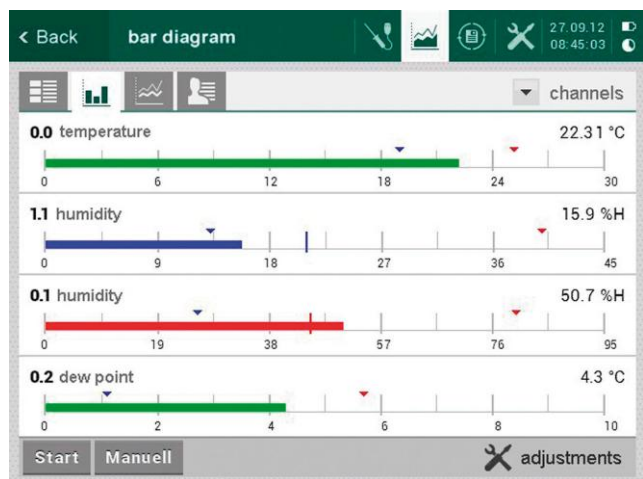 Back bar diagram 27.09.12
08:45:03
channels
0.0 temperature 22.31 °C
0 6 12 18 24 30
1.1 humidity 15.9 %H
0 9 18 27 36 45
0.1 humidity 50.7 %H
0 19 38 57 76 95
0.2 dew point 4.3 °C
0 2 4 6 8 10
Start Manuell adjustments